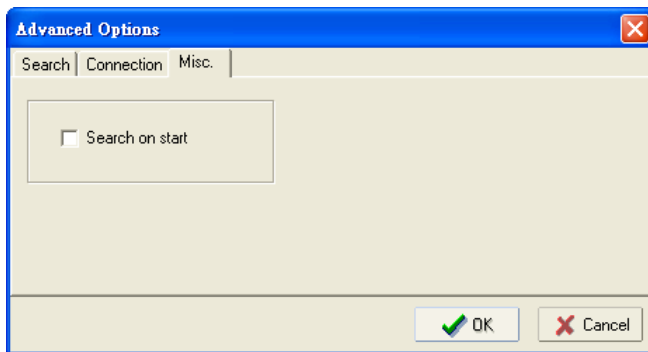 Advanced Options
Search Connection Misc.
Search on start
OK Cancel